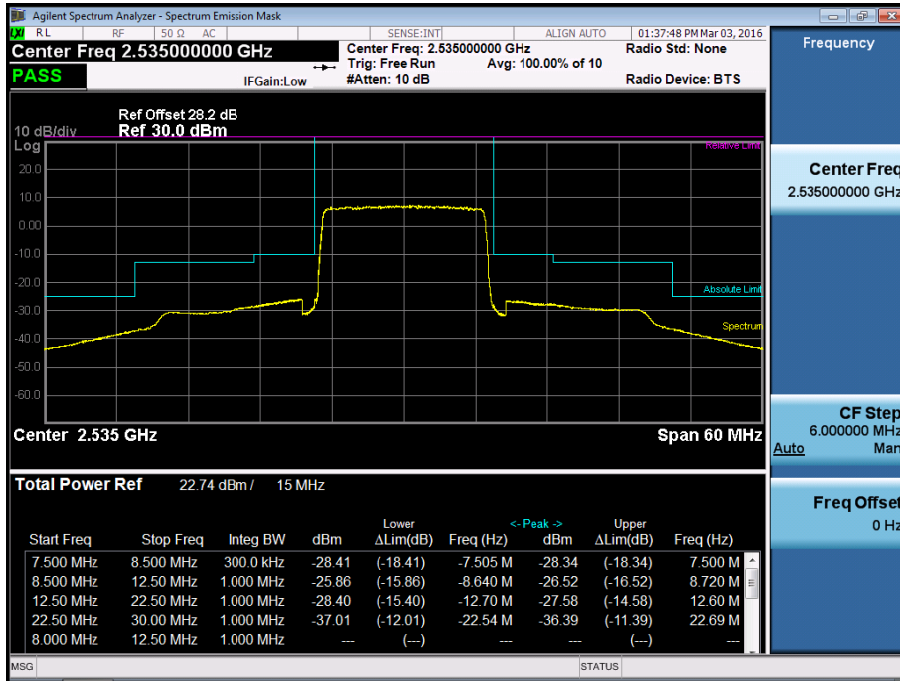 Agilent Spectrum Analyzer - Spectrum Emission Mask
LXI RL RF 50 Ω AC SENSE:INT ALIGN AUTO 01:37:48 PM Mar 03, 2016
Center Freq 2.535000000 GHz
PASS
IFGain:Low
Center Freq: 2.535000000 GHz
Trig: Free Run Avg: 100.00% of 10
#Atten: 10 dB
Radio Std: None
Radio Device: BTS
Ref Offset 28.2 dB
10 dB/div Ref 30.0 dBm
Log
Relative Limit
20.0
10.0
0.00
-10.0
-20.0
Absolute Limit
-30.0
Spectrum
-40.0
-50.0
-60.0
Center 2.535 GHz Span 60 MHz
Total Power Ref 22.74 dBm / 15 MHz
Lower <- Peak -> Upper
Start Freq Stop Freq Integ BW dBm ΔLim(dB) Freq (Hz) dBm ΔLim(dB) Freq (Hz)
7.500 MHz 8.500 MHz 300.0 kHz -28.41 (-18.41) -7.505 M -28.34 (-18.34) 7.500 M
8.500 MHz 12.50 MHz 1.000 MHz -25.86 (-15.86) -8.640 M -26.52 (-16.52) 8.720 M
12.50 MHz 22.50 MHz 1.000 MHz -28.40 (-15.40) -12.70 M -27.58 (-14.58) 12.60 M
22.50 MHz 30.00 MHz 1.000 MHz -37.01 (-12.01) -22.54 M -36.39 (-11.39) 22.69 M
8.000 MHz 12.50 MHz 1.000 MHz --- (---) --- --- (---) ---
MSG STATUS
Frequency
Center Freq
2.535000000 GHz
CF Step
6.000000 MHz
Auto Man
Freq Offset
0 Hz